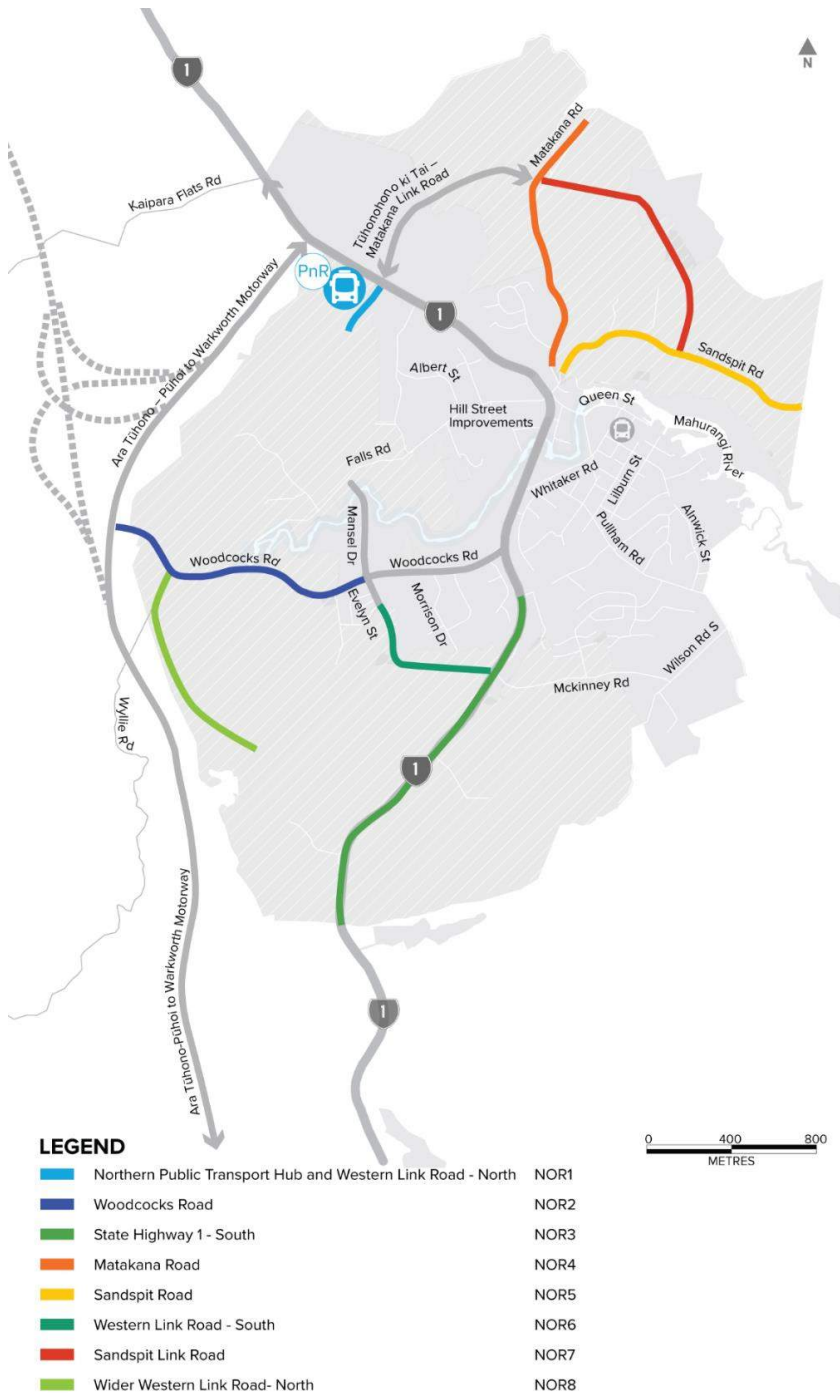 1
N
Matakana Rd
Tūhonohono ki Tai –
Matakana Link Road
Kaipara Flats Rd
PnR
1
Ara Tūhono – Pūhoi to Warkworth Motorway
Sandspit Rd
Albert St
Queen St
Hill Street
Improvements
Mahurangi
River
Falls Rd
Whitaker Rd
Lilburn St
Pullham Rd
Alnwick St
Mansel Dr
Woodcocks Rd
Woodcocks Rd
Evelyn St
Morrison Dr
Wilson Rd S
Mckinney Rd
Wyllie Rd
1
Ara Tūhono-Pūhoi to Warkworth Motorway
1
LEGEND
0 400 800
METRES
Northern Public Transport Hub and Western Link Road - North NOR1
Woodcocks Road NOR2
State Highway 1 - South NOR3
Matakana Road NOR4
Sandspit Road NOR5
Western Link Road - South NOR6
Sandspit Link Road NOR7
Wider Western Link Road- North NOR8